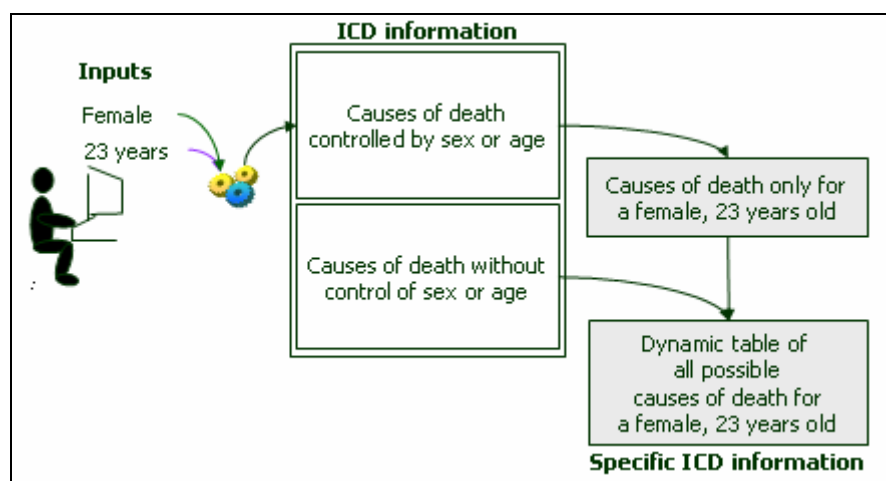 ICD information
Inputs
Female
23 years
:
Causes of death
controlled by sex or age
Causes of death only for
a female, 23 years old
Causes of death without
control of sex or age
Dynamic table of
all possible
causes of death for
a female, 23 years old
Specific ICD information